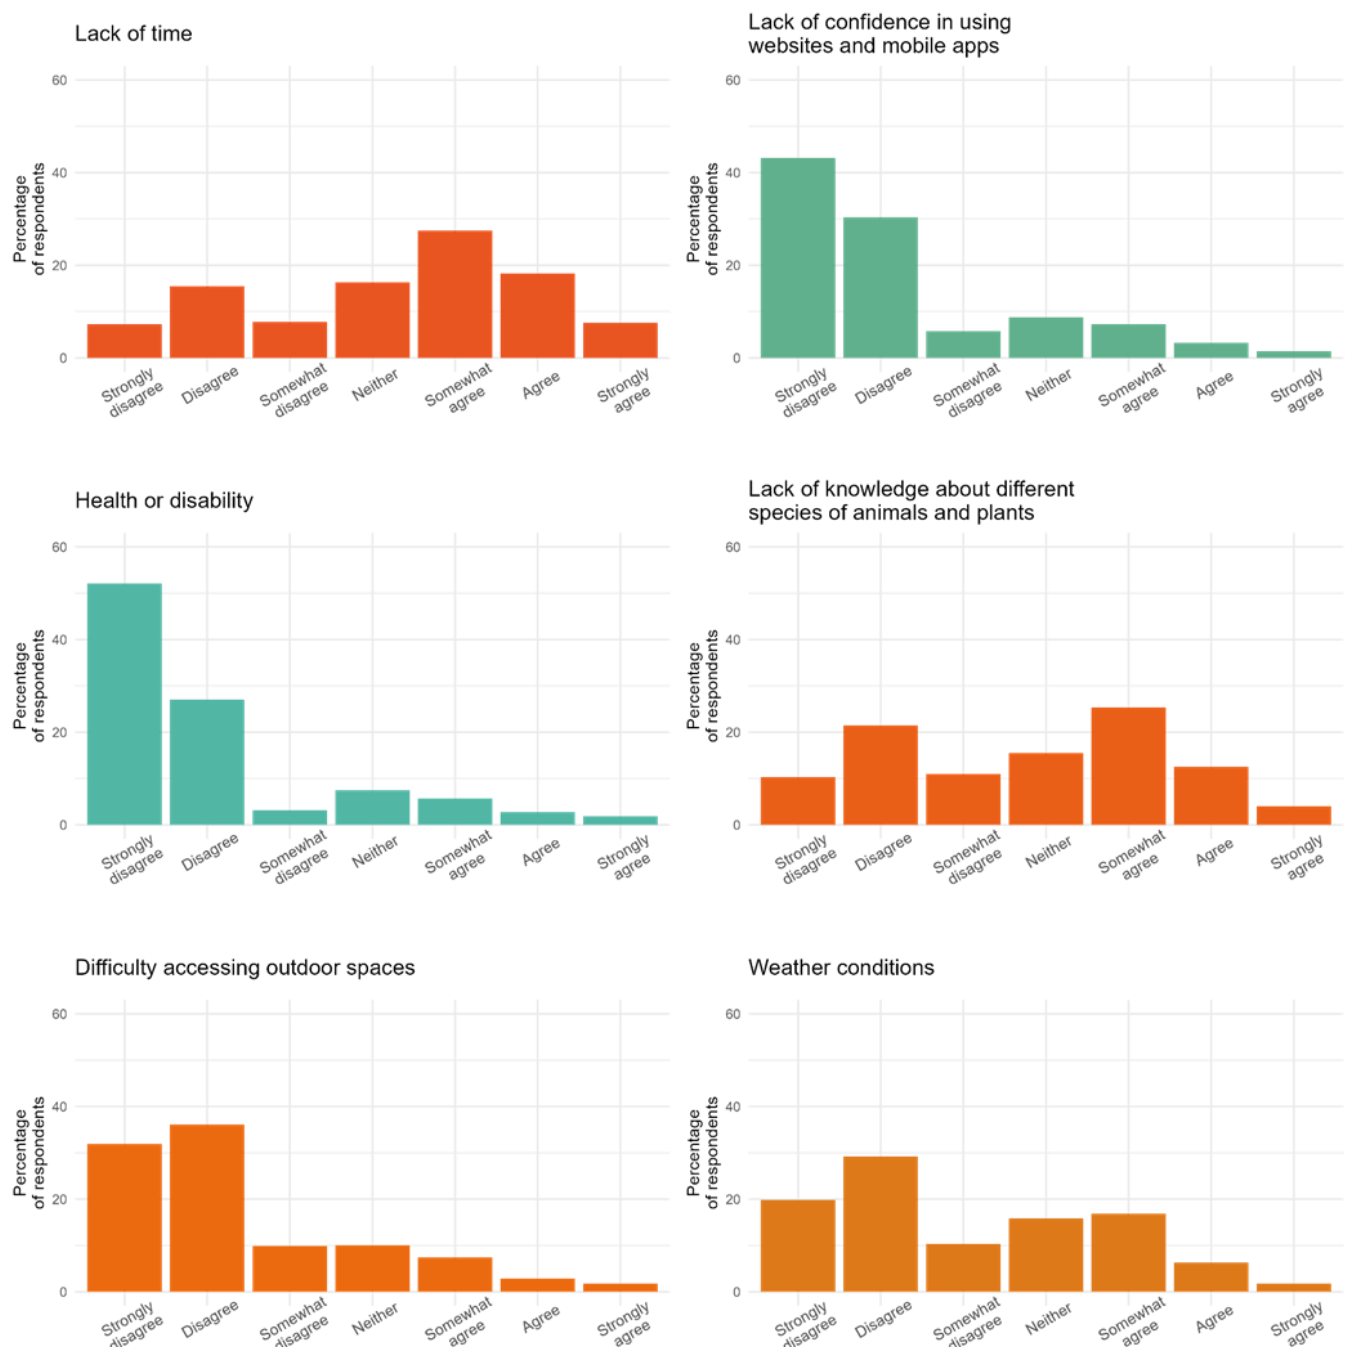 Lack of time
60
40
20
0
Percentage
of respondents
Strongly
disagree
Disagree
Somewhat
disagree
Neither
Somewhat
agree
Agree
Strongly
agree
Lack of confidence in using
websites and mobile apps
60
40
20
0
Percentage
of respondents
Strongly
disagree
Disagree
Somewhat
disagree
Neither
Somewhat
agree
Agree
Strongly
agree
Health or disability
60
40
20
0
Percentage
of respondents
Strongly
disagree
Disagree
Somewhat
disagree
Neither
Somewhat
agree
Agree
Strongly
agree
Lack of knowledge about different
species of animals and plants
60
40
20
0
Percentage
of respondents
Strongly
disagree
Disagree
Somewhat
disagree
Neither
Somewhat
agree
Agree
Strongly
agree
Difficulty accessing outdoor spaces
60
40
20
0
Percentage
of respondents
Strongly
disagree
Disagree
Somewhat
disagree
Neither
Somewhat
agree
Agree
Strongly
agree
Weather conditions
60
40
20
0
Percentage
of respondents
Strongly
disagree
Disagree
Somewhat
disagree
Neither
Somewhat
agree
Agree
Strongly
agree